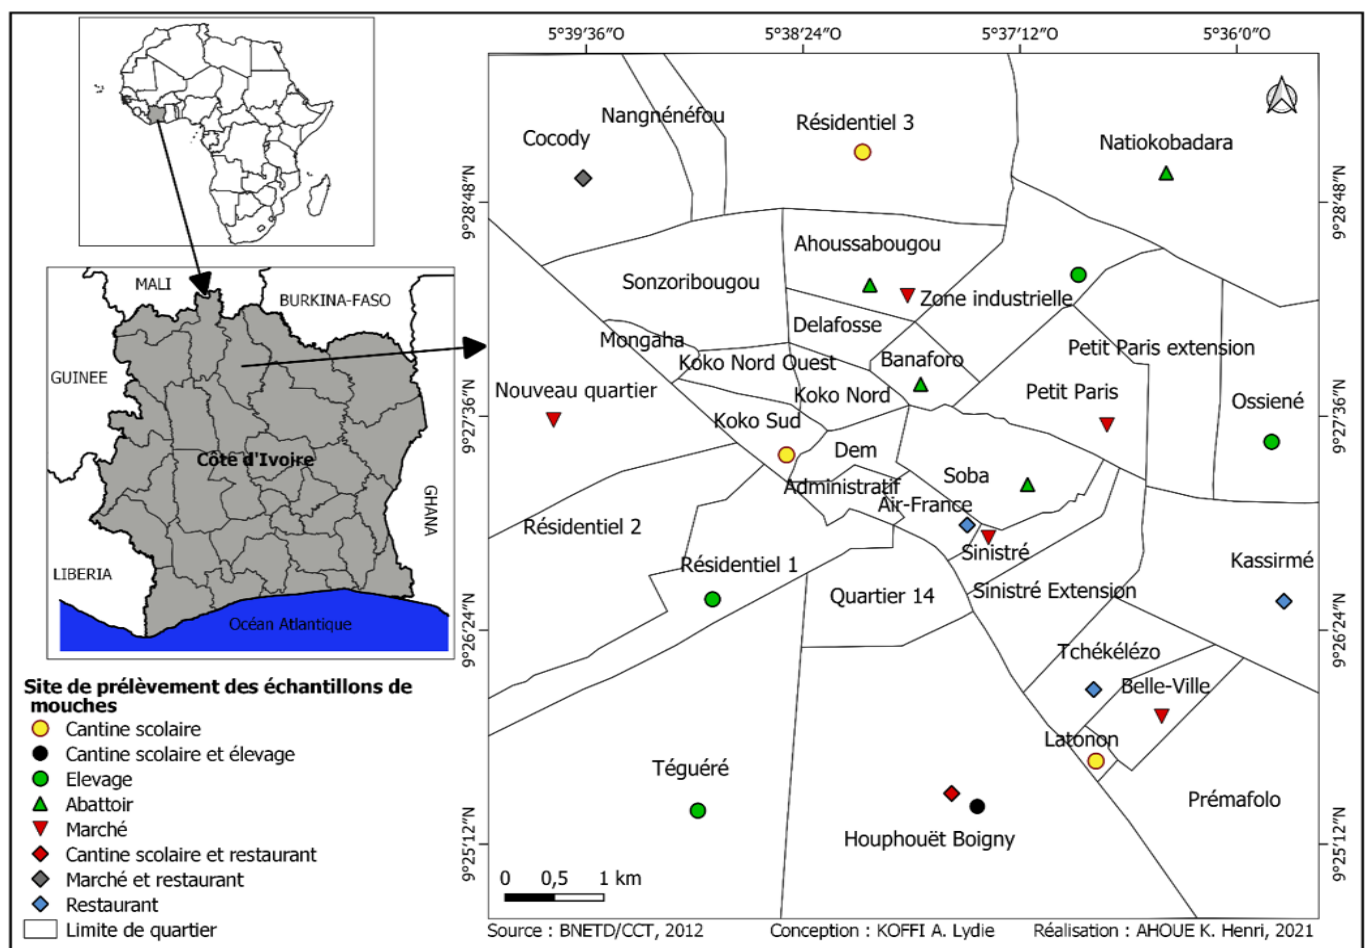 5°39'36''W
5°38'24''W
5°37'12''W
5°36'0''W
Nangnénéfou
Cocody
Résidentiel 3
Natiokobadara
9°28'48''N
9°28'48''N
Ahoussabougou
Sonzoribougou
Zone industrielle
Delafosse
Mongaha
Koko Nord Ouest
Banaforo
Petit Paris extension
Nouveau quartier
Koko Nord
Petit Paris
Ossiené
9°27'36''N
9°27'36''N
Koko Sud
Dem
Soba
Administratif
Air-France
Résidentiel 2
Sinistré
Résidentiel 1
Kassirmé
Quartier 14
Sinistré Extension
9°26'24''N
9°26'24''N
Tchékélézo
Belle-Ville
Latonon
Téguéré
Prémafolo
Houphouët Boigny
9°25'12''N
9°25'12''N
0 0,5 1 km
MALI
BURKINA-FASO
GUINEE
Côte d'Ivoire
GHANA
LIBERIA
Océan Atlantique
Site de prélèvement des échantillons de
mouches
Cantine scolaire
Cantine scolaire et élevage
Elevage
Abattoir
Marché
Cantine scolaire et restaurant
Marché et restaurant
Restaurant
Limite de quartier
Source : BNETD/CCT, 2012 Conception : KOFFI A. Lydie Réalisation : AHOUE K. Henri, 2021